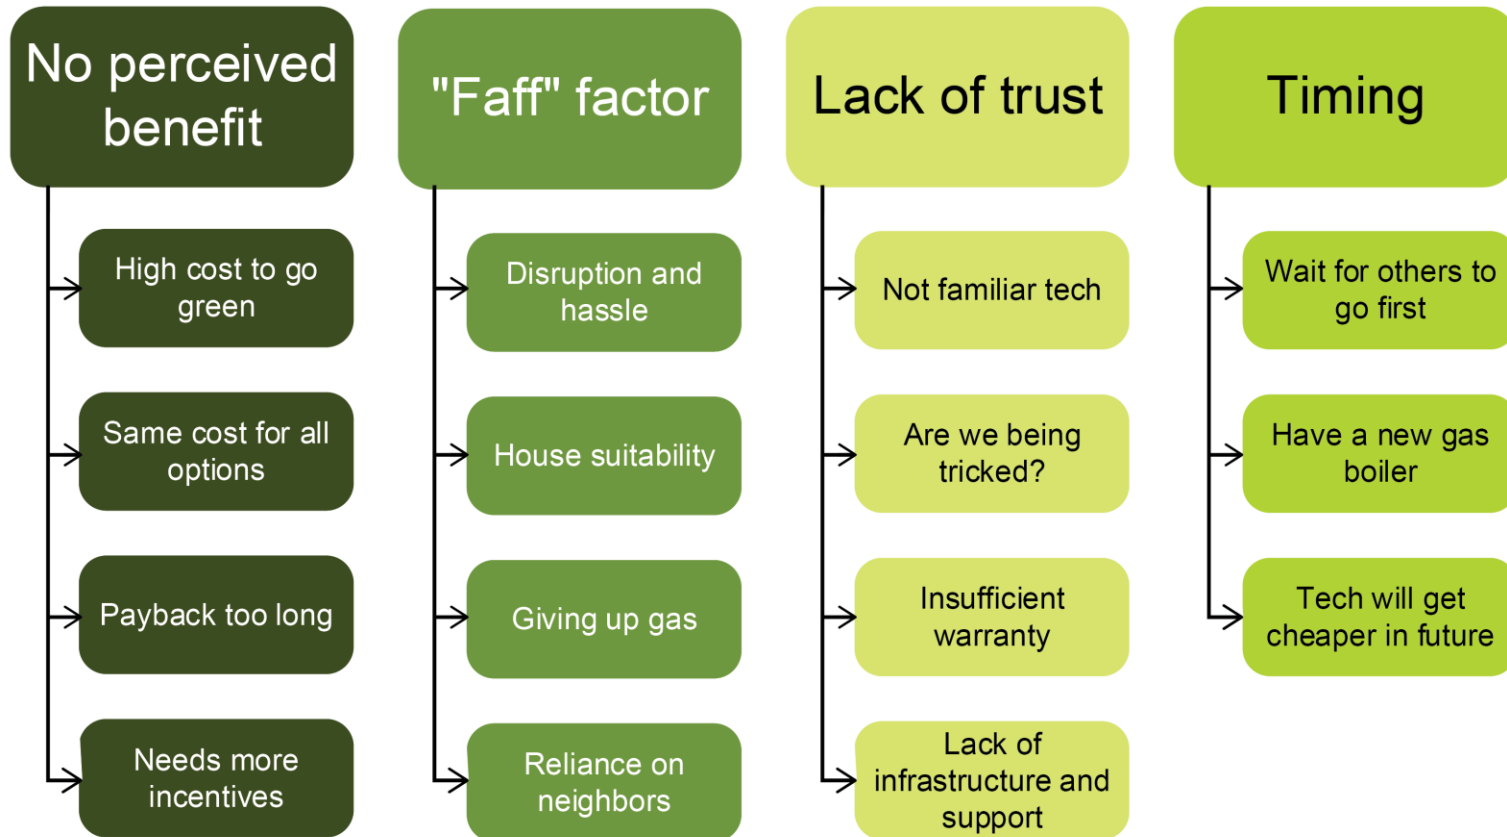 No perceived
benefit
High cost to go
green
Same cost for all
options
Payback too long
Needs more
incentives
"Faff" factor
Disruption and
hassle
House suitability
Giving up gas
Reliance on
neighbors
Lack of trust
Not familiar tech
Are we being
tricked?
Insufficient
warranty
Lack of
infrastructure and
support
Timing
Wait for others to
go first
Have a new gas
boiler
Tech will get
cheaper in future